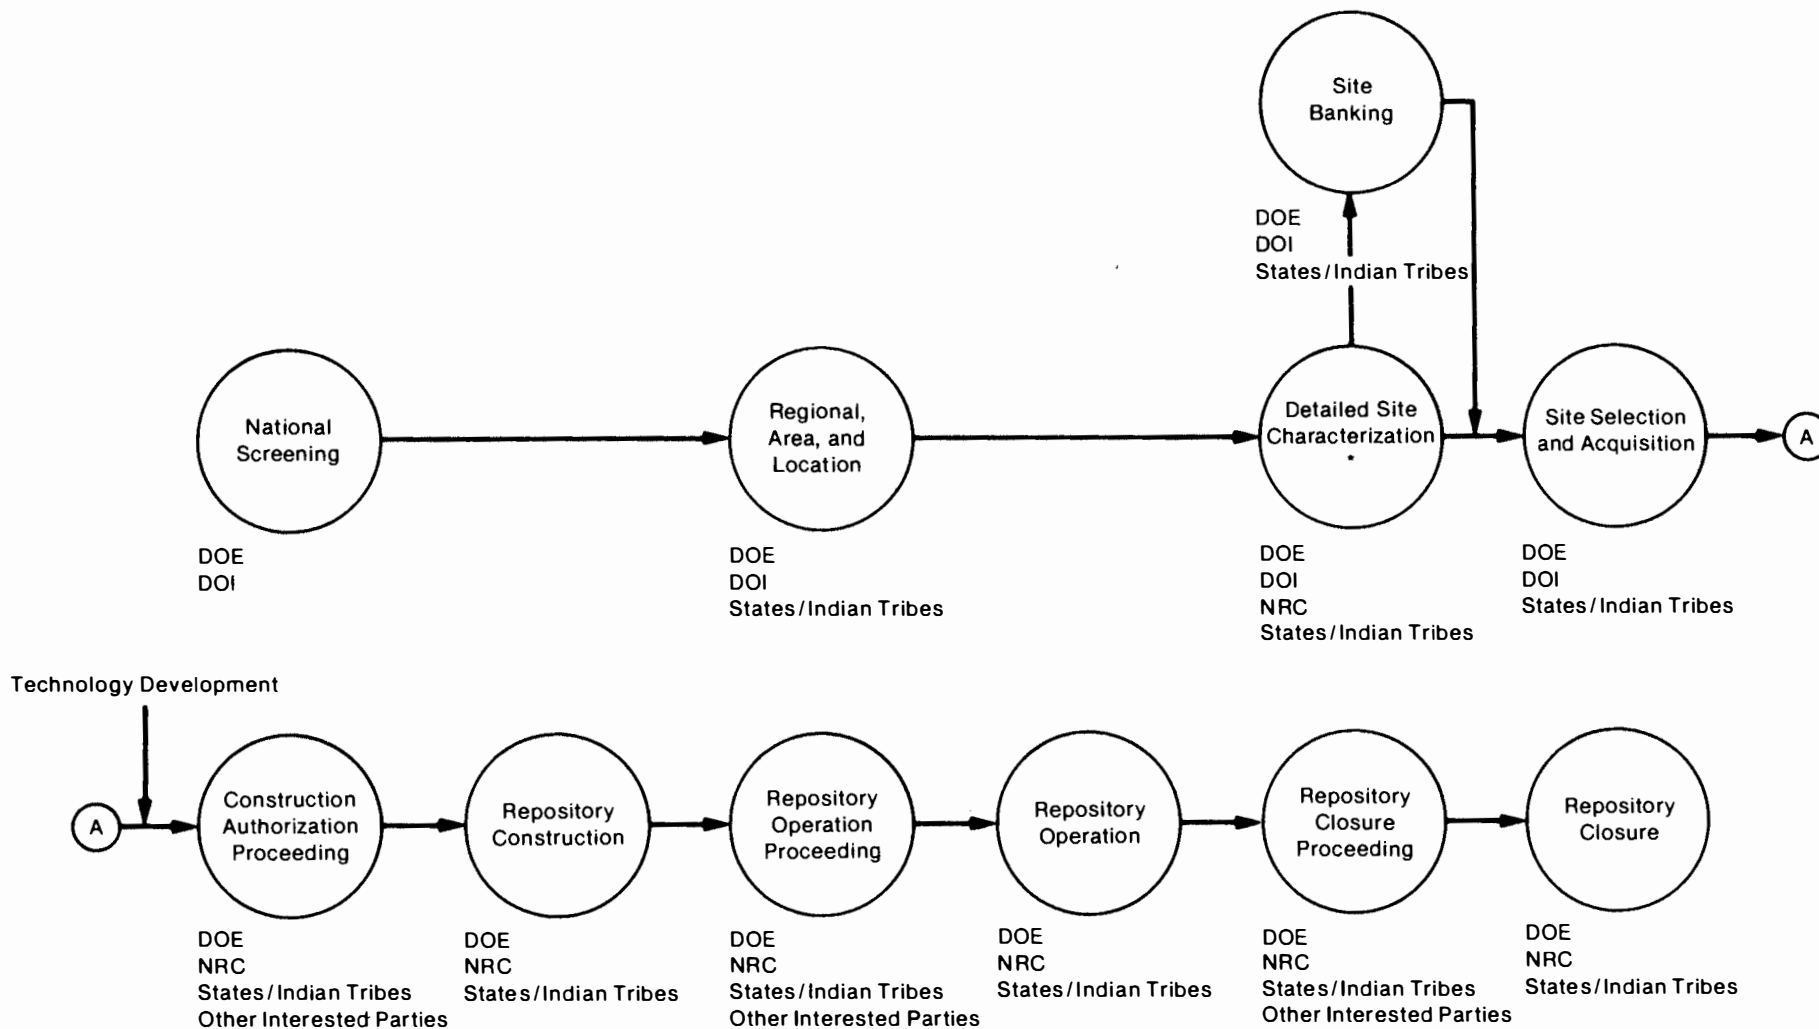 Site
Banking
DOE
DOI
States/Indian Tribes
National
Screening
DOE
DOI
Regional,
Area, and
Location
DOE
DOI
States/Indian Tribes
Detailed Site
Characterization
*
DOE
DOI
NRC
States/Indian Tribes
Site Selection
and Acquisition
DOE
DOI
States/Indian Tribes
A
Technology Development
A
Construction
Authorization
Proceeding
DOE
NRC
States/Indian Tribes
Other Interested Parties
Repository
Construction
DOE
NRC
States/Indian Tribes
Repository
Operation
Proceeding
DOE
NRC
States/Indian Tribes
Other Interested Parties
Repository
Operation
DOE
NRC
States/Indian Tribes
Repository
Closure
Proceeding
DOE
NRC
States/Indian Tribes
Other Interested Parties
Repository
Closure
DOE
NRC
States/Indian Tribes